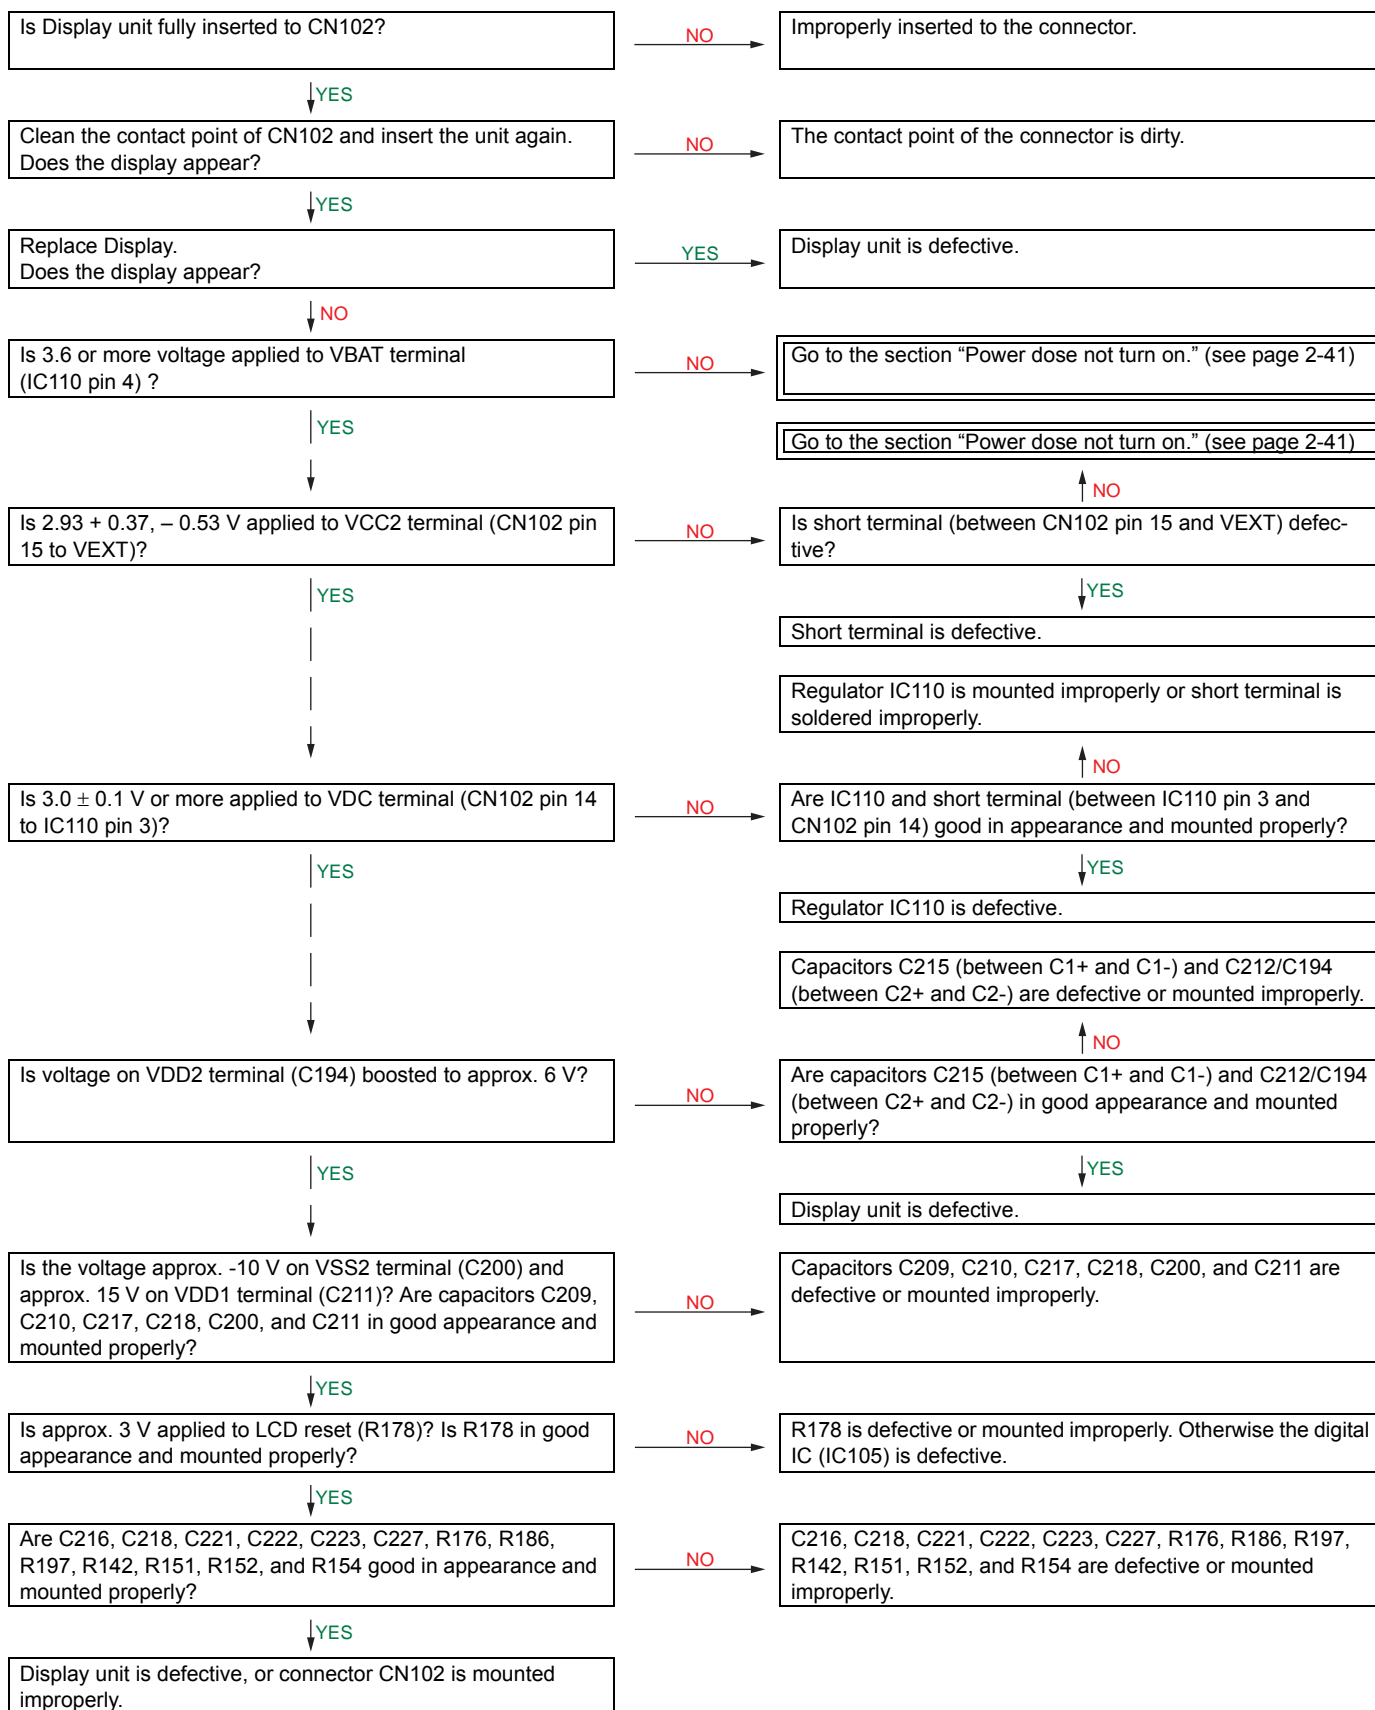 Is Display unit fully inserted to CN102?
NO
Improperly inserted to the connector.
YES
Clean the contact point of CN102 and insert the unit again.
Does the display appear?
NO
The contact point of the connector is dirty.
YES
Replace Display.
Does the display appear?
YES
Display unit is defective.
NO
Is 3.6 or more voltage applied to VBAT terminal
(IC110 pin 4) ?
NO
Go to the section “Power dose not turn on.” (see page 2-41)
YES
Go to the section “Power dose not turn on.” (see page 2-41)
NO
Is 2.93 + 0.37, – 0.53 V applied to VCC2 terminal (CN102 pin
15 to VEXT)?
NO
Is short terminal (between CN102 pin 15 and VEXT) defec-
tive?
YES
YES
Short terminal is defective.
Regulator IC110 is mounted improperly or short terminal is
soldered improperly.
NO
Is 3.0 ± 0.1 V or more applied to VDC terminal (CN102 pin 14
to IC110 pin 3)?
NO
Are IC110 and short terminal (between IC110 pin 3 and
CN102 pin 14) good in appearance and mounted properly?
YES
YES
Regulator IC110 is defective.
Capacitors C215 (between C1+ and C1-) and C212/C194
(between C2+ and C2-) are defective or mounted improperly.
NO
Is voltage on VDD2 terminal (C194) boosted to approx. 6 V?
NO
Are capacitors C215 (between C1+ and C1-) and C212/C194
(between C2+ and C2-) in good appearance and mounted
properly?
YES
YES
Display unit is defective.
Is the voltage approx. -10 V on VSS2 terminal (C200) and
approx. 15 V on VDD1 terminal (C211)? Are capacitors C209,
C210, C217, C218, C200, and C211 in good appearance and
mounted properly?
NO
Capacitors C209, C210, C217, C218, C200, and C211 are
defective or mounted improperly.
YES
Is approx. 3 V applied to LCD reset (R178)? Is R178 in good
appearance and mounted properly?
NO
R178 is defective or mounted improperly. Otherwise the digital
IC (IC105) is defective.
YES
Are C216, C218, C221, C222, C223, C227, R176, R186,
R197, R142, R151, R152, and R154 good in appearance and
mounted properly?
NO
C216, C218, C221, C222, C223, C227, R176, R186, R197,
R142, R151, R152, and R154 are defective or mounted
improperly.
YES
Display unit is defective, or connector CN102 is mounted
improperly.